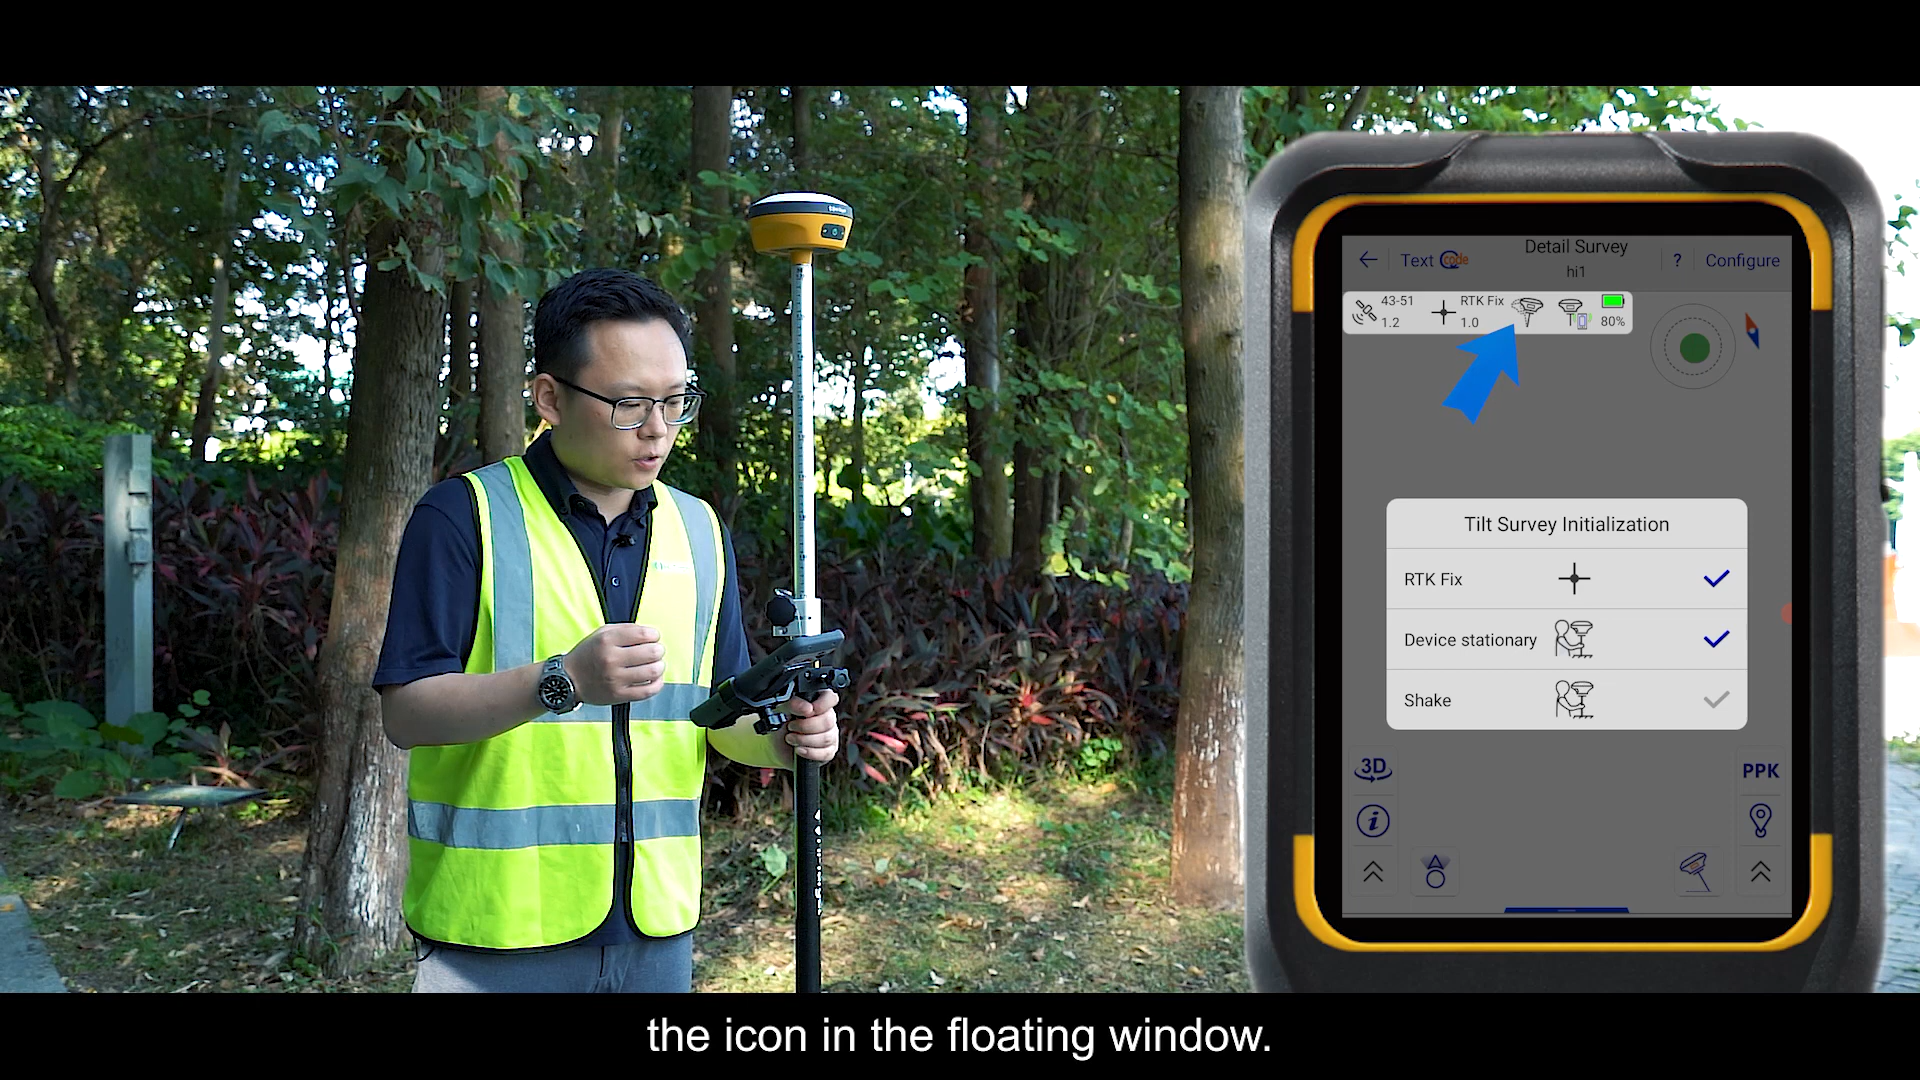 Detail Survey
Text code
hi1
?
Configure
43-51
1.2
RTK Fix
1.0
80%
Tilt Survey Initialization
RTK Fix
Device stationary
Shake
3D
PPK
i
the icon in the floating window.